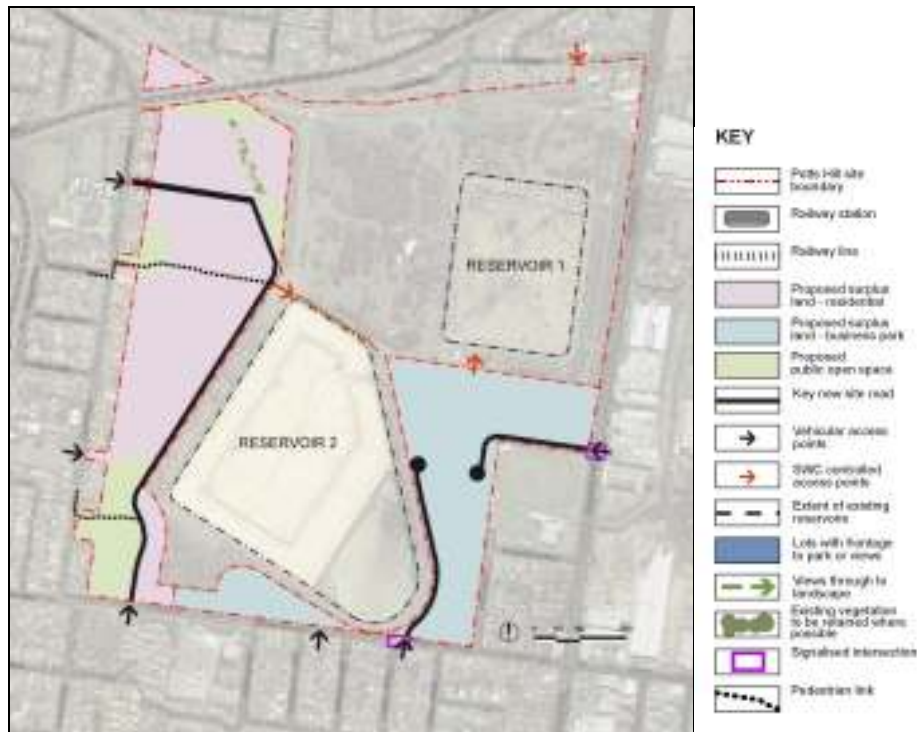 RESERVOIR 1
RESERVOIR 2
KEY
Potts Hill site
boundary
Railway station
Railway line
Proposed surplus
land - residential
Proposed surplus
land - business park
Proposed
public open space
Key new site road
Vehicular access
points
SWC controlled
access points
Extent of existing
reservoirs
Lots with frontage
to park or views
Views through to
landscape
Existing vegetation
to be retained where
possible
Signalised intersection
Pedestrian link